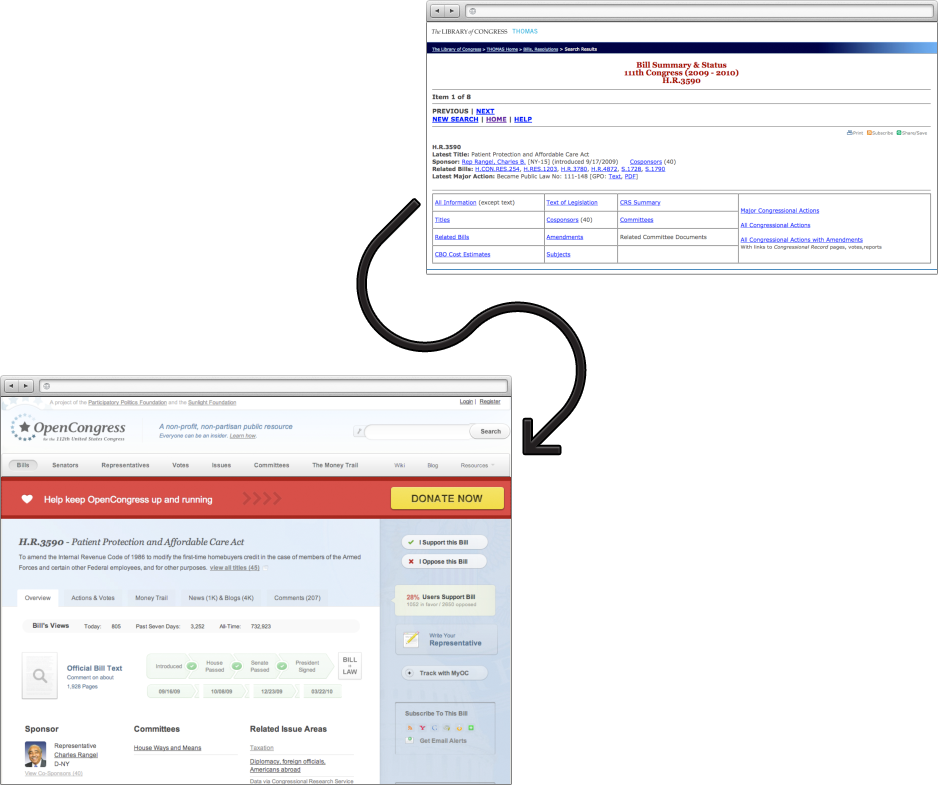 The LIBRARY of CONGRESS THOMAS
The Library of Congress > THOMAS Home > Bills, Resolutions > Search Results
Bill Summary & Status
111th Congress (2009 - 2010)
H.R.3590
Item 1 of 8
PREVIOUS | NEXT
NEW SEARCH | HOME | HELP
Print Subscribe Share/Save
H.R.3590
Latest Title: Patient Protection and Affordable Care Act
Sponsor: Rep Rangel, Charles B. [NY-15] (introduced 9/17/2009) Cosponsors (40)
Related Bills: H.CON.RES.254, H.RES.1203, H.R.3780, H.R.4872, S.1728, S.1790
Latest Major Action: Became Public Law No: 111-148 [GPO: Text, PDF]
All Information (except text) Text of Legislation CRS Summary
Major Congressional Actions
Titles Cosponsors (40) Committees
All Congressional Actions
Related Bills Amendments Related Committee Documents
All Congressional Actions with Amendments
With links to Congressional Record pages, votes, reports
CBO Cost Estimates Subjects
A project of the Participatory Politics Foundation and the Sunlight Foundation
Login | Register
OpenCongress
for the 112th United States Congress
A non-profit, non-partisan public resource
Everyone can be an insider. Learn how.
Search
Bills Senators Representatives Votes Issues Committees The Money Trail Wiki Blog Resources
Help keep OpenCongress up and running
DONATE NOW
H.R.3590 - Patient Protection and Affordable Care Act
To amend the Internal Revenue Code of 1986 to modify the first-time homebuyers credit in the case of members of the Armed
Forces and certain other Federal employees, and for other purposes. view all titles (45)
I Support this Bill
I Oppose this Bill
Overview Actions & Votes Money Trail News (1K) & Blogs (4K) Comments (207)
28% Users Support Bill
in favor / opposed
Bill's Views Today: 805 Past Seven Days: 3,252 All-Time: 732,923
Write Your
Representative
Official Bill Text
Comment on about
1,928 Pages
Introduced House Passed Senate Passed President Signed
BILL
LAW
09/16/09 10/08/09 12/23/09 03/22/10
Track with MyOC
Subscribe To This Bill
Get Email Alerts
Sponsor
Representative
Charles Rangel
D-NY
View Co-Sponsors (40)
Committees
House Ways and Means
Related Issue Areas
Taxation
Diplomacy, foreign officials,
Americans abroad
Data via Congressional Research Service